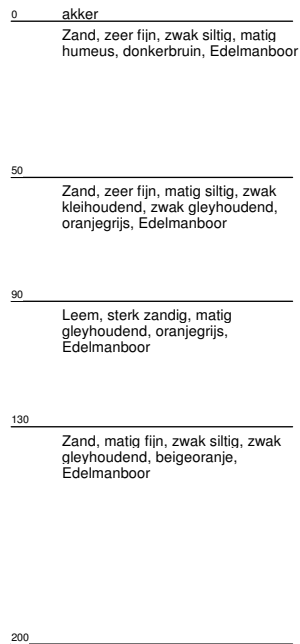 0 akker
Zand, zeer fijn, zwak siltig, matig
humeus, donkerbruin, Edelmanboor
50
Zand, zeer fijn, matig siltig, zwak
kleihoudend, zwak gleyhoudend,
oranjegrijs, Edelmanboor
90
Leem, sterk zandig, matig
gleyhoudend, oranjegrijs,
Edelmanboor
130
Zand, matig fijn, zwak siltig, zwak
gleyhoudend, beigeoranje,
Edelmanboor
200